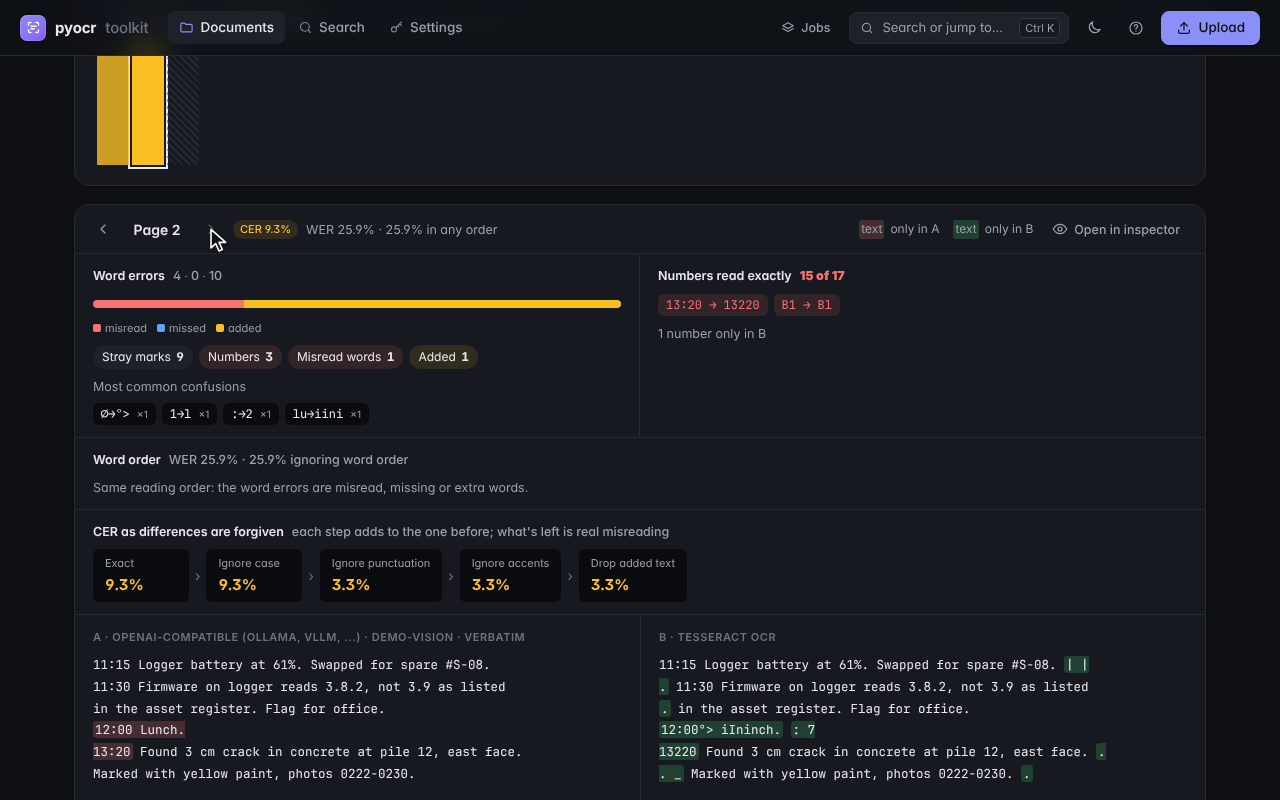 pyocr toolkit Documents Search Settings Jobs Search or jump to... Ctrl K Upload
Page 2 CER 9.3% WER 25.9% · 25.9% in any order text only in A text only in B Open in inspector
Word errors 4 · 0 · 10
misread missed added
Stray marks 9 Numbers 3 Misread words 1 Added 1
Most common confusions
Ø→°> ×1 1→l ×1 :→2 ×1 lu→iini ×1
Numbers read exactly 15 of 17
13:20 → 13220 B1 → Bl
1 number only in B
Word order WER 25.9% · 25.9% ignoring word order
Same reading order: the word errors are misread, missing or extra words.
CER as differences are forgiven each step adds to the one before; what's left is real misreading
Exact Ignore case Ignore punctuation Ignore accents Drop added text
9.3% › 9.3% › 3.3% › 3.3% › 3.3%
A · OPENAI-COMPATIBLE (OLLAMA, VLLM, ...) · DEMO-VISION · VERBATIM
11:15 Logger battery at 61%. Swapped for spare #S-08.
11:30 Firmware on logger reads 3.8.2, not 3.9 as listed
in the asset register. Flag for office.
12:00 Lunch.
13:20 Found 3 cm crack in concrete at pile 12, east face.
Marked with yellow paint, photos 0222-0230.
B · TESSERACT OCR
11:15 Logger battery at 61%. Swapped for spare #S-08. | |
. 11:30 Firmware on logger reads 3.8.2, not 3.9 as listed
. in the asset register. Flag for office.
12:00°> iIninch. : 7
13220 Found 3 cm crack in concrete at pile 12, east face. .
. _ Marked with yellow paint, photos 0222-0230. .